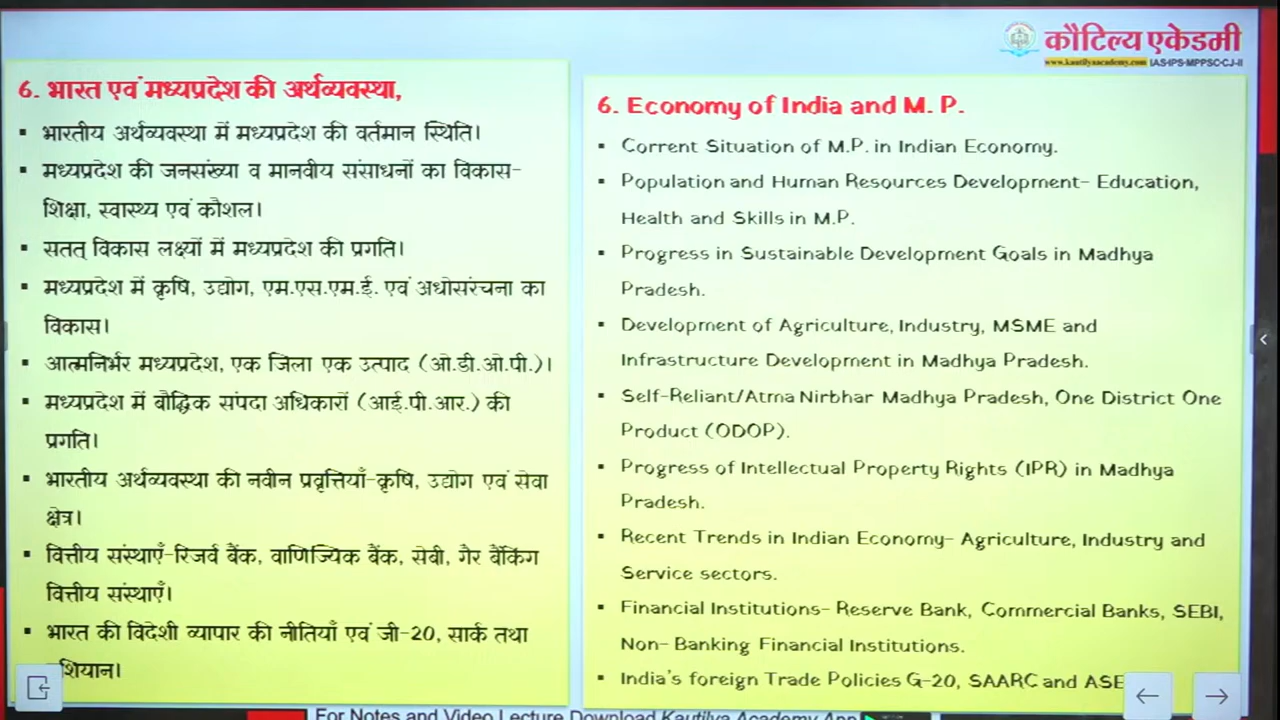 कौटिल्य एकेडमी
www.kautilyaacademy.com IAS-IPS-MPPSC-CJ-II
6. भारत एवं मध्यप्रदेश की अर्थव्यवस्था,
▪ भारतीय अर्थव्यवस्था में मध्यप्रदेश की वर्तमान स्थिति।
▪ मध्यप्रदेश की जनसंख्या व मानवीय संसाधनों का विकास-
शिक्षा, स्वास्थ्य एवं कौशल।
▪ सतत् विकास लक्ष्यों में मध्यप्रदेश की प्रगति।
▪ मध्यप्रदेश में कृषि, उद्योग, एम.एस.एम.ई. एवं अधोसंरचना का
विकास।
▪ आत्मनिर्भर मध्यप्रदेश, एक जिला एक उत्पाद (ओ.डी.ओ.पी.)।
▪ मध्यप्रदेश में बौद्धिक संपदा अधिकारों (आई.पी.आर.) की
प्रगति।
▪ भारतीय अर्थव्यवस्था की नवीन प्रवृत्तियाँ-कृषि, उद्योग एवं सेवा
क्षेत्र।
▪ वित्तीय संस्थाएँ-रिजर्व बैंक, वाणिज्यिक बैंक, सेबी, गैर बैंकिंग
वित्तीय संस्थाएँ।
▪ भारत की विदेशी व्यापार की नीतियाँ एवं जी-20, सार्क तथा
शियान।
6. Economy of India and M. P.
▪ Corrent Situation of M.P. in Indian Economy.
▪ Population and Human Resources Development- Education,
Health and Skills in M.P.
▪ Progress in Sustainable Development Goals in Madhya
Pradesh.
▪ Development of Agriculture, Industry, MSME and
Infrastructure Development in Madhya Pradesh.
▪ Self-Reliant/Atma Nirbhar Madhya Pradesh, One District One
Product (ODOP).
▪ Progress of Intellectual Property Rights (IPR) in Madhya
Pradesh.
▪ Recent Trends in Indian Economy- Agriculture, Industry and
Service sectors.
▪ Financial Institutions- Reserve Bank, Commercial Banks, SEBI,
Non- Banking Financial Institutions.
▪ India's foreign Trade Policies G-20, SAARC and ASE
For Notes and Video Lecture Download Kautilya Academy App